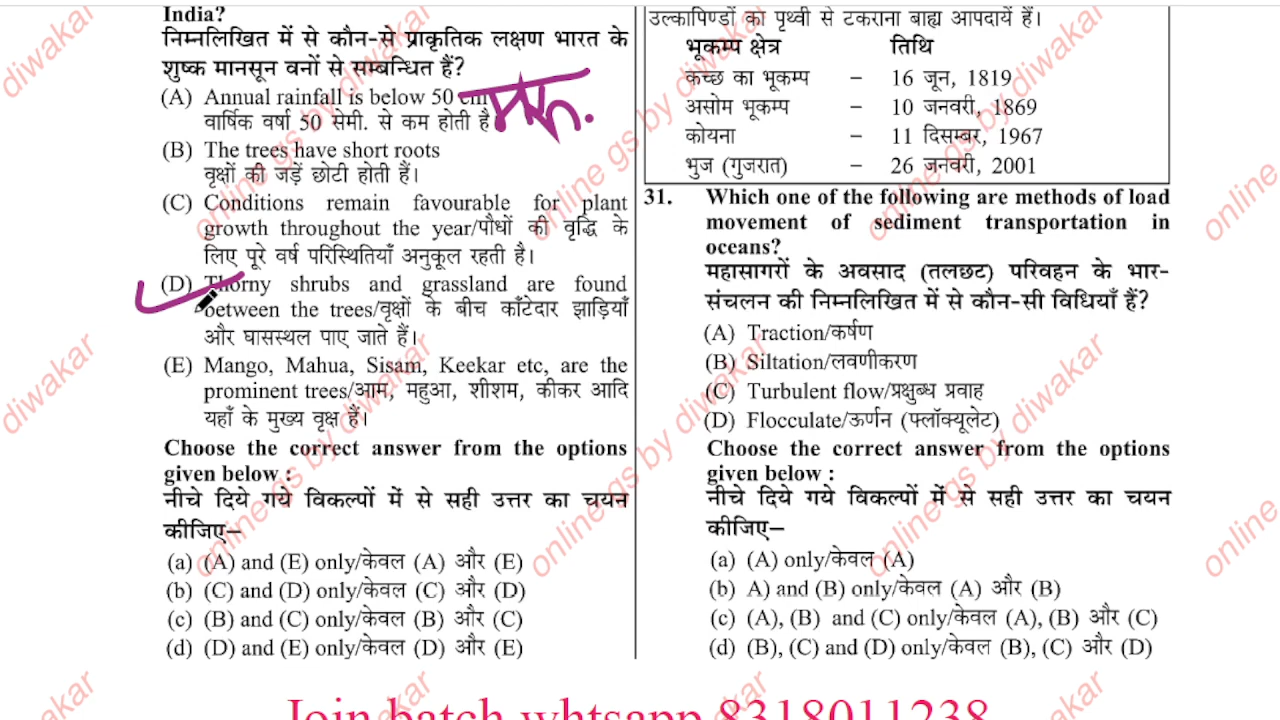 India?
निम्नलिखित में से कौन-से प्राकृतिक लक्षण भारत के
शुष्क मानसून वनों से सम्बन्धित हैं?
(A) Annual rainfall is below 50 cm
वार्षिक वर्षा 50 सेमी. से कम होती है
(B) The trees have short roots
वृक्षों की जड़ें छोटी होती हैं।
(C) Conditions remain favourable for plant
growth throughout the year/पौधों की वृद्धि के
लिए पूरे वर्ष परिस्थितियाँ अनुकूल रहती है।
(D) Thorny shrubs and grassland are found
between the trees/वृक्षों के बीच काँटेदार झाड़ियाँ
और घासस्थल पाए जाते हैं।
(E) Mango, Mahua, Sisam, Keekar etc, are the
prominent trees/आम, महुआ, शीशम, कीकर आदि
यहाँ के मुख्य वृक्ष हैं।
Choose the correct answer from the options
given below :
नीचे दिये गये विकल्पों में से सही उत्तर का चयन
कीजिए–
(a) (A) and (E) only/केवल (A) और (E)
(b) (C) and (D) only/केवल (C) और (D)
(c) (B) and (C) only/केवल (B) और (C)
(d) (D) and (E) only/केवल (D) और (E)
उल्कापिण्डों का पृथ्वी से टकराना बाह्य आपदायें हैं।
भूकम्प क्षेत्र तिथि
कच्छ का भूकम्प – 16 जून, 1819
असोम भूकम्प – 10 जनवरी, 1869
कोयना – 11 दिसम्बर, 1967
भुज (गुजरात) – 26 जनवरी, 2001
31. Which one of the following are methods of load
movement of sediment transportation in
oceans?
महासागरों के अवसाद (तलछट) परिवहन के भार-
संचलन की निम्नलिखित में से कौन-सी विधियाँ हैं?
(A) Traction/कर्षण
(B) Siltation/लवणीकरण
(C) Turbulent flow/प्रक्षुब्ध प्रवाह
(D) Flocculate/ऊर्णन (फ्लॉक्यूलेट)
Choose the correct answer from the options
given below :
नीचे दिये गये विकल्पों में से सही उत्तर का चयन
कीजिए–
(a) (A) only/केवल (A)
(b) A) and (B) only/केवल (A) और (B)
(c) (A), (B) and (C) only/केवल (A), (B) और (C)
(d) (B), (C) and (D) only/केवल (B), (C) और (D)
Join batch whtsapp 8318011238
online gs by diwakar